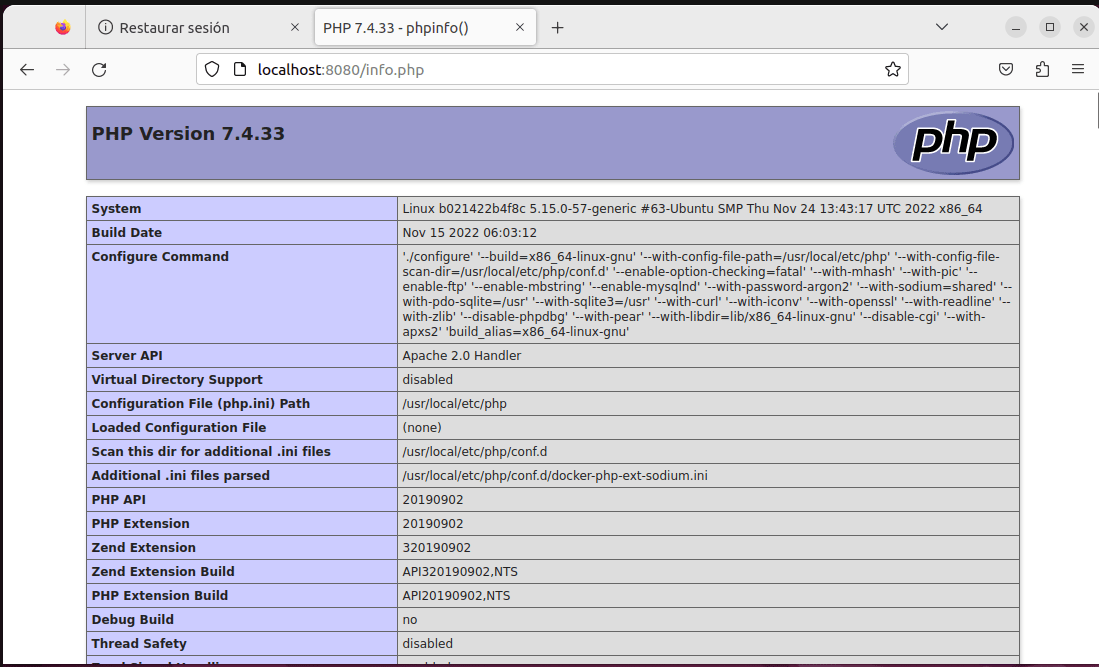 Restaurar sesión
PHP 7.4.33 - phpinfo()
localhost:8080/info.php
PHP Version 7.4.33
php
System Linux b021422b4f8c 5.15.0-57-generic #63-Ubuntu SMP Thu Nov 24 13:43:17 UTC 2022 x86_64
Build Date Nov 15 2022 06:03:12
Configure Command './configure' '--build=x86_64-linux-gnu' '--with-config-file-path=/usr/local/etc/php' '--with-config-file-
scan-dir=/usr/local/etc/php/conf.d' '--enable-option-checking=fatal' '--with-mhash' '--with-pic' '--
enable-ftp' '--enable-mbstring' '--enable-mysqlnd' '--with-password-argon2' '--with-sodium=shared' '--
with-pdo-sqlite=/usr' '--with-sqlite3=/usr' '--with-curl' '--with-iconv' '--with-openssl' '--with-readline' '--
with-zlib' '--disable-phpdbg' '--with-pear' '--with-libdir=lib/x86_64-linux-gnu' '--disable-cgi' '--with-
apxs2' 'build_alias=x86_64-linux-gnu'
Server API Apache 2.0 Handler
Virtual Directory Support disabled
Configuration File (php.ini) Path /usr/local/etc/php
Loaded Configuration File (none)
Scan this dir for additional .ini files /usr/local/etc/php/conf.d
Additional .ini files parsed /usr/local/etc/php/conf.d/docker-php-ext-sodium.ini
PHP API 20190902
PHP Extension 20190902
Zend Extension 320190902
Zend Extension Build API320190902,NTS
PHP Extension Build API20190902,NTS
Debug Build no
Thread Safety disabled